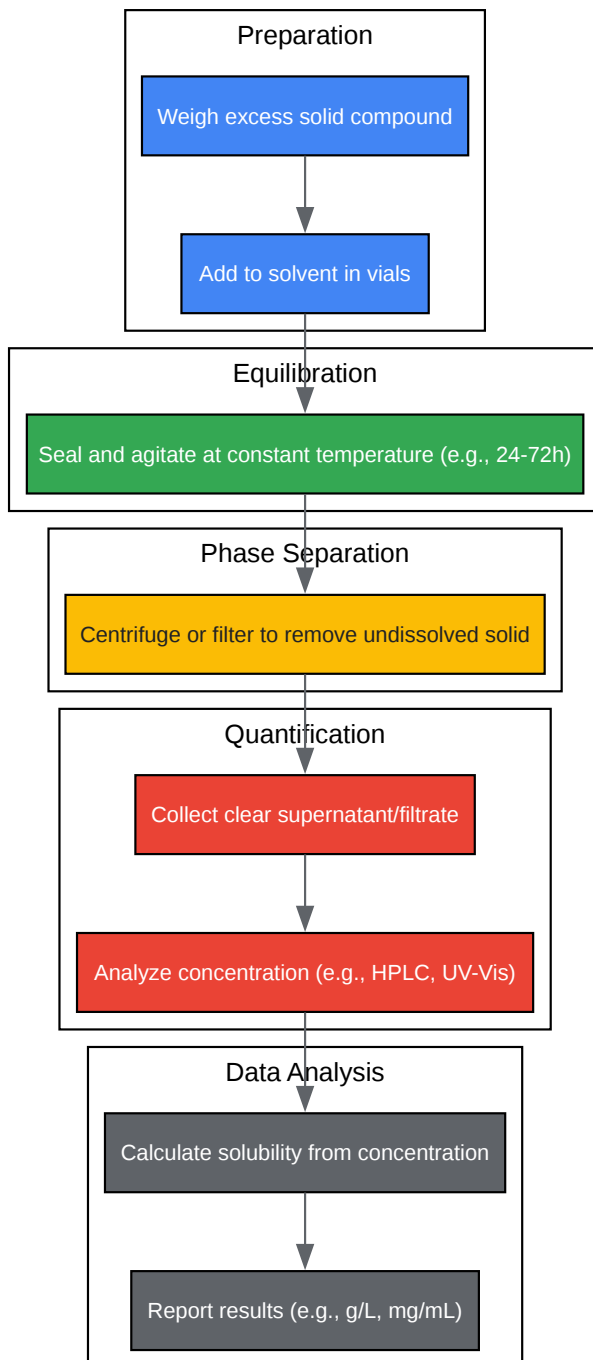 Preparation
Weigh excess solid compound
Add to solvent in vials
Equilibration
Seal and agitate at constant temperature (e.g., 24-72h)
Phase Separation
Centrifuge or filter to remove undissolved solid
Quantification
Collect clear supernatant/filtrate
Analyze concentration (e.g., HPLC, UV-Vis)
Data Analysis
Calculate solubility from concentration
Report results (e.g., g/L, mg/mL)